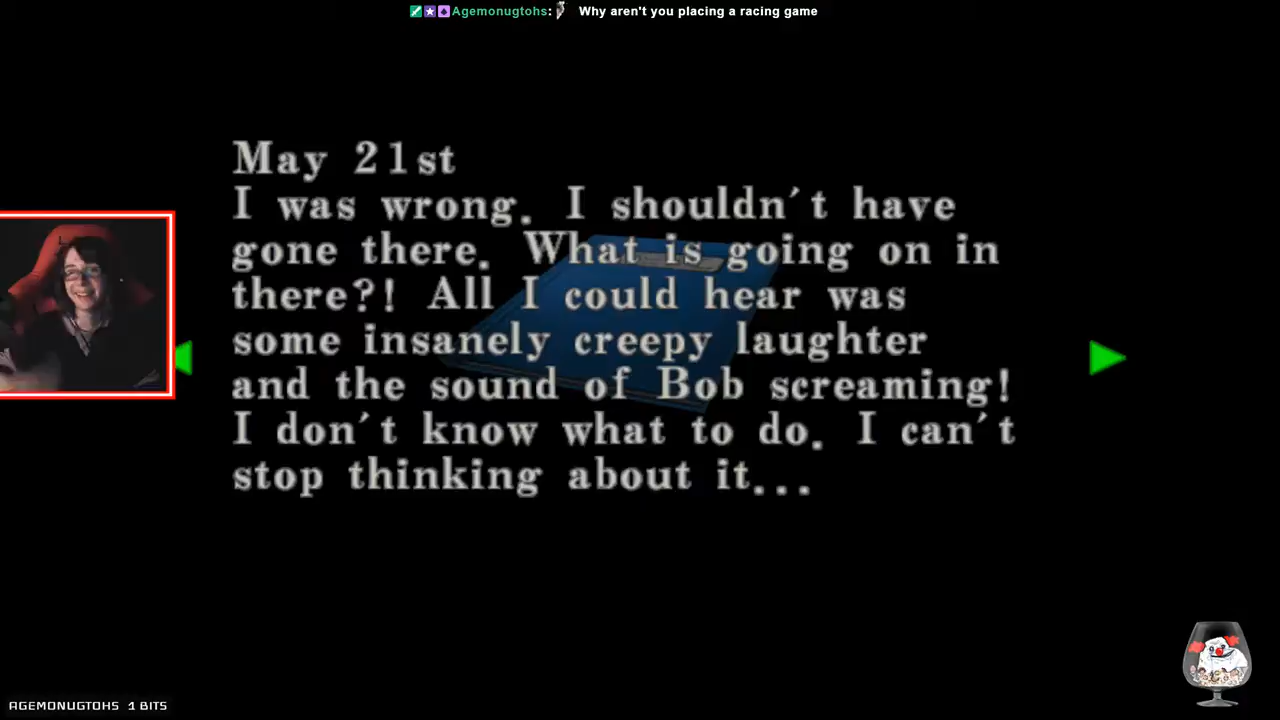 Agemonugtohs: Why aren't you placing a racing game
May 21st
I was wrong. I shouldn't have
gone there. What is going on in
there?! All I could hear was
some insanely creepy laughter
and the sound of Bob screaming!
I don't know what to do. I can't
stop thinking about it...
AGEMONUGTOHS 1 BITS